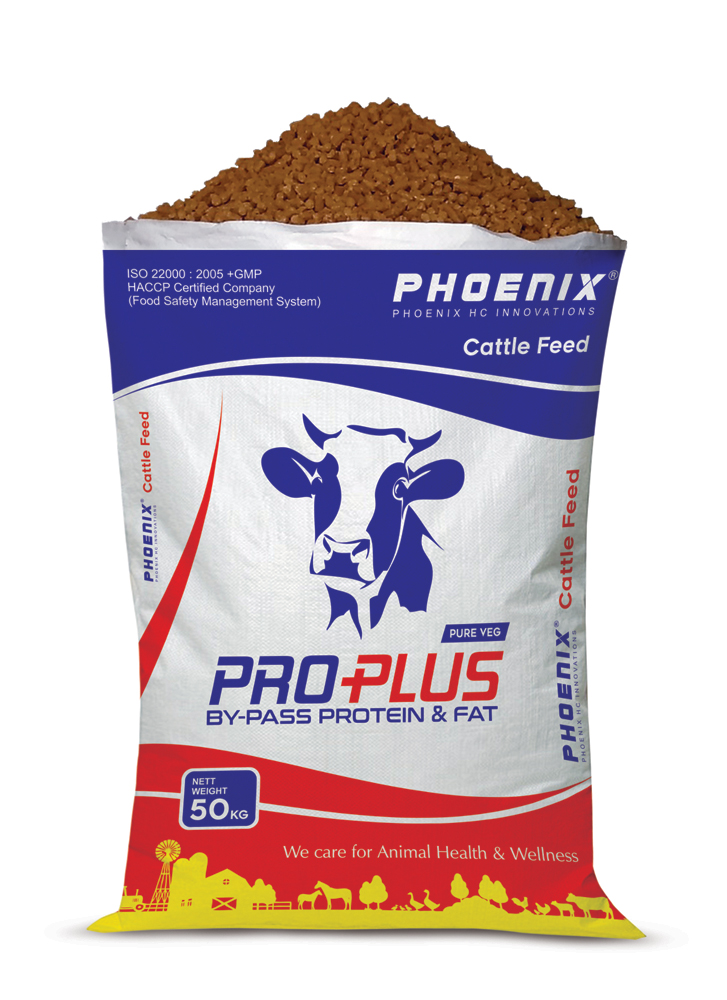 ISO 22000 : 2005 +GMP
HACCP Certified Company
(Food Safety Management System)
PHOENIX®
PHOENIX HC INNOVATIONS
Cattle Feed
PHOENIX®
PHOENIX HC INNOVATIONS
Cattle Feed
PHOENIX®
PHOENIX HC INNOVATIONS
Cattle Feed
PURE VEG
PRO-PLUS
BY-PASS PROTEIN & FAT
NETT
WEIGHT
50KG
We care for Animal Health & Wellness